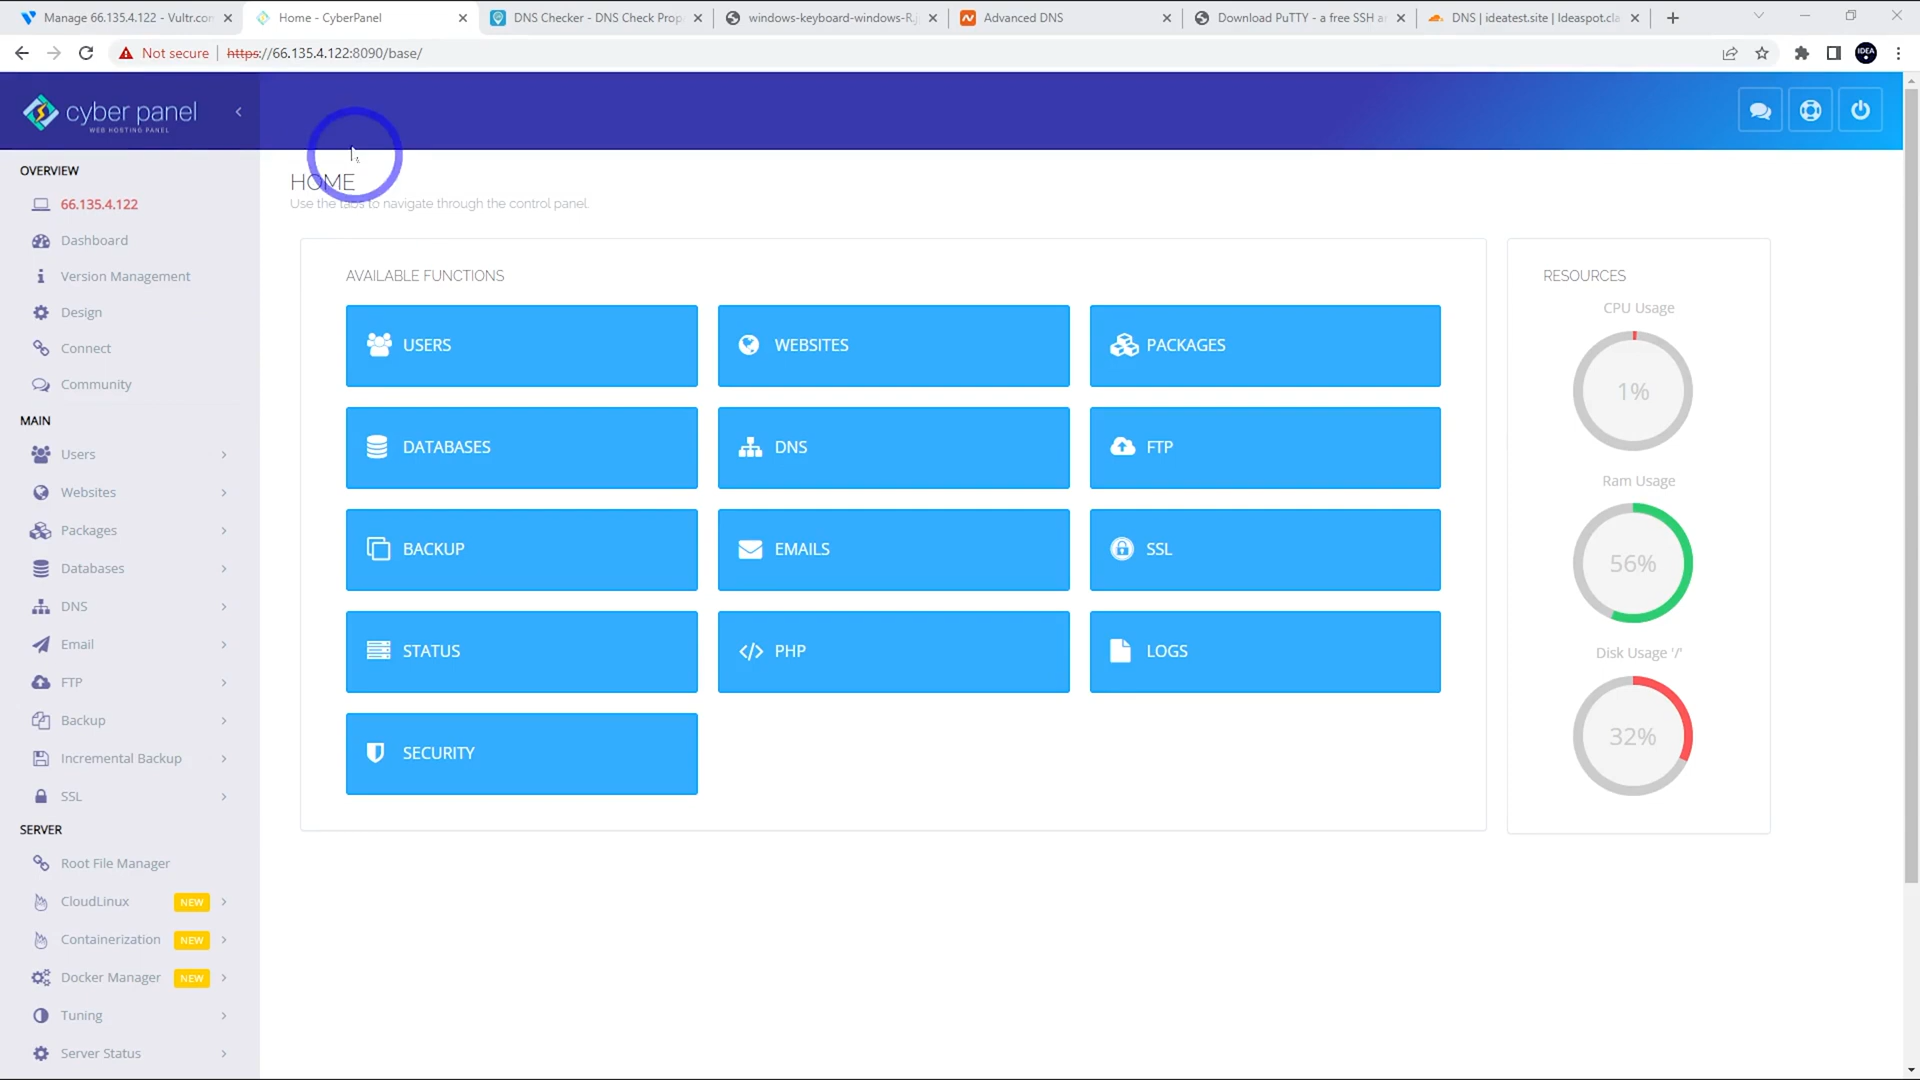 Manage 66.135.4.122 - Vultr.con
Home - CyberPanel
DNS Checker - DNS Check Prop
windows-keyboard-windows-R.j
Advanced DNS
Download PuTTY - a free SSH a
DNS | ideatest.site | Ideaspot.cla
Not secure
https://66.135.4.122:8090/base/
IDEA
cyber panel
WEB HOSTING PANEL
OVERVIEW
66.135.4.122
Dashboard
Version Management
Design
Connect
Community
MAIN
Users
Websites
Packages
Databases
DNS
Email
FTP
Backup
Incremental Backup
SSL
SERVER
Root File Manager
CloudLinux NEW
Containerization NEW
Docker Manager NEW
Tuning
Server Status
HOME
Use the tabs to navigate through the control panel.
AVAILABLE FUNCTIONS
USERS
WEBSITES
PACKAGES
DATABASES
DNS
FTP
BACKUP
EMAILS
SSL
STATUS
PHP
LOGS
SECURITY
RESOURCES
CPU Usage
1%
Ram Usage
56%
Disk Usage '/'
32%